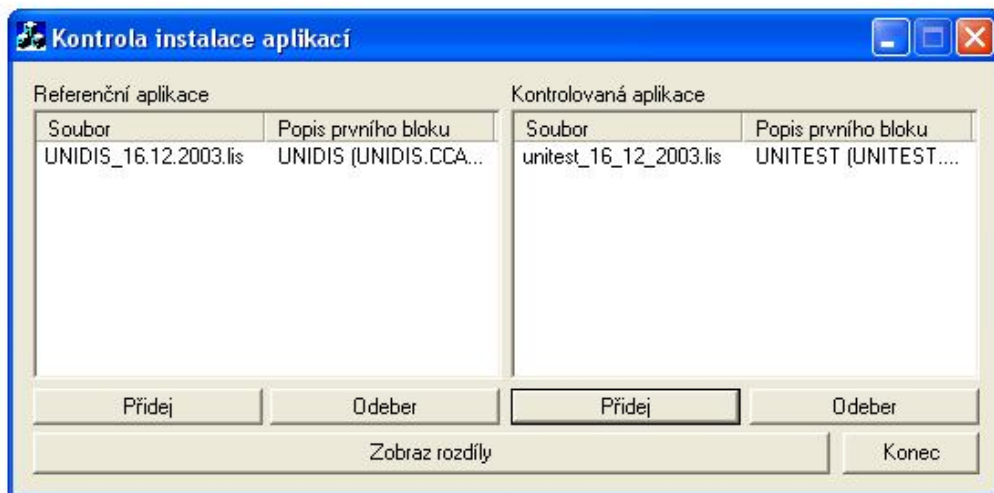 Kontrola instalace aplikací
Referenční aplikace
Kontrolovaná aplikace
Soubor Popis prvního bloku
UNIDIS_16.12.2003.lis UNIDIS (UNIDIS.CCA...
Soubor Popis prvního bloku
unitest_16_12_2003.lis UNITEST (UNITEST....
Přidej Odeber Přidej Odeber
Zobraz rozdíly Konec